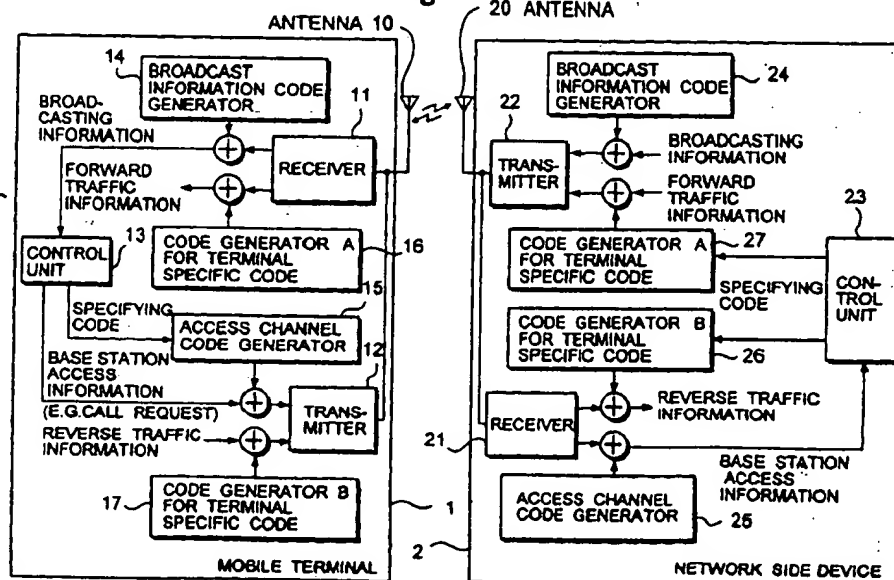 ANTENNA 10
20 ANTENNA
14
BROADCAST
INFORMATION CODE
GENERATOR
BROAD-
CASTING
INFORMATION
11
RECEIVER
FORWARD
TRAFFIC
INFORMATION
13
CONTROL
UNIT
CODE GENERATOR A
FOR TERMINAL
SPECIFIC CODE
16
15
SPECIFYING
CODE
ACCESS CHANNEL
CODE GENERATOR
BASE STATION
ACCESS
INFORMATION
(E.G.CALL REQUEST)
12
TRANS-
MITTER
REVERSE TRAFFIC
INFORMATION
17
CODE GENERATOR B
FOR TERMINAL
SPECIFIC CODE
1
MOBILE TERMINAL
BROADCAST
INFORMATION CODE
GENERATOR
24
22
TRANS-
MITTER
BROADCASTING
INFORMATION
FORWARD
TRAFFIC
INFORMATION
23
CODE GENERATOR A
FOR TERMINAL
SPECIFIC CODE
27
SPECIFYING
CODE
CON-
TROL
UNIT
CODE GENERATOR B
FOR TERMINAL
SPECIFIC CODE
26
RECEIVER
21
REVERSE TRAFFIC
INFORMATION
BASE STATION
ACCESS
INFORMATION
ACCESS CHANNEL
CODE GENERATOR
25
2
NETWORK SIDE DEVICE